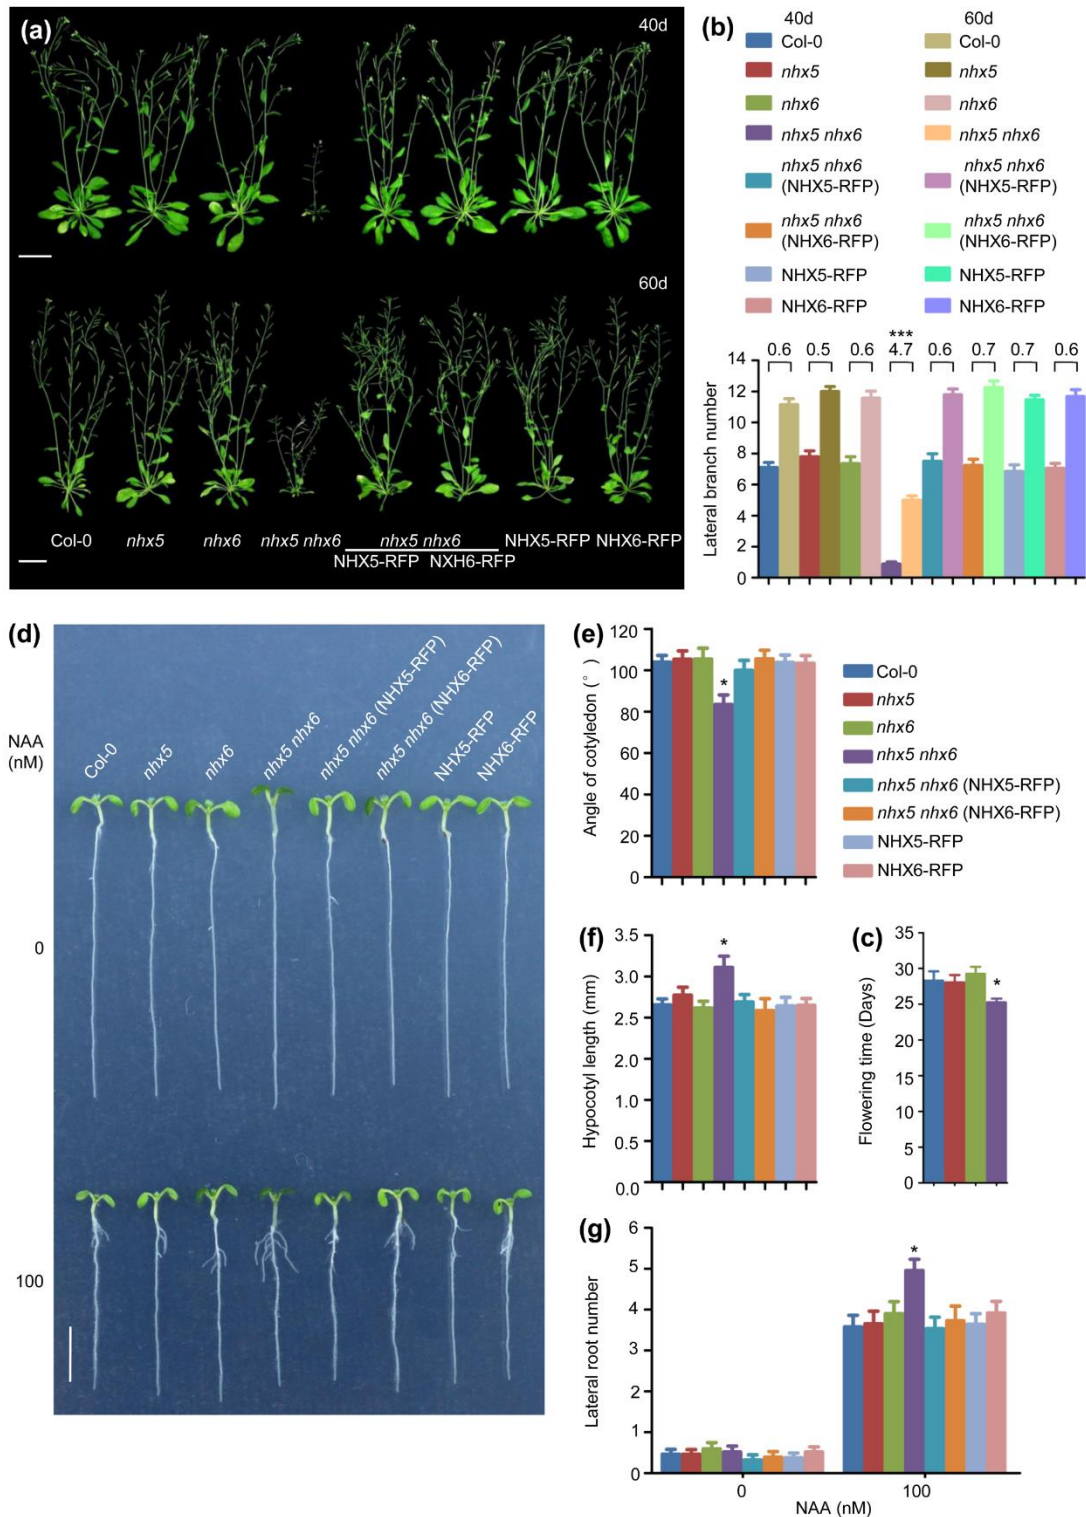 (a)
40d
60d
Col-0 nhx5 nhx6 nhx5 nhx6 nhx5 nhx6 NHX5-RFP NHX6-RFP
NHX5-RFP NXH6-RFP
(b)
40d 60d
Col-0 Col-0
nhx5 nhx5
nhx6 nhx6
nhx5 nhx6 nhx5 nhx6
nhx5 nhx6 nhx5 nhx6
(NHX5-RFP) (NHX5-RFP)
nhx5 nhx6 nhx5 nhx6
(NHX6-RFP) (NHX6-RFP)
NHX5-RFP NHX5-RFP
NHX6-RFP NHX6-RFP
***
0.6 0.5 0.6 4.7 0.6 0.7 0.7 0.6
Lateral branch number
14
12
10
8
6
4
2
0
(d)
NAA
(nM)
Col-0
nhx5
nhx6
nhx5 nhx6
nhx5 nhx6 (NHX5-RFP)
nhx5 nhx6 (NHX6-RFP)
NHX5-RFP
NHX6-RFP
0
100
(e)
Angle of cotyledon (°)
120
100
80
60
40
20
0
*
Col-0
nhx5
nhx6
nhx5 nhx6
nhx5 nhx6 (NHX5-RFP)
nhx5 nhx6 (NHX6-RFP)
NHX5-RFP
NHX6-RFP
(f)
Hypocotyl length (mm)
3.5
3.0
2.5
2.0
1.0
0.5
0.0
*
(c)
Flowering time (Days)
35
30
25
20
15
10
5
0
*
(g)
Lateral root number
6
5
4
3
2
1
0
*
0 100
NAA (nM)